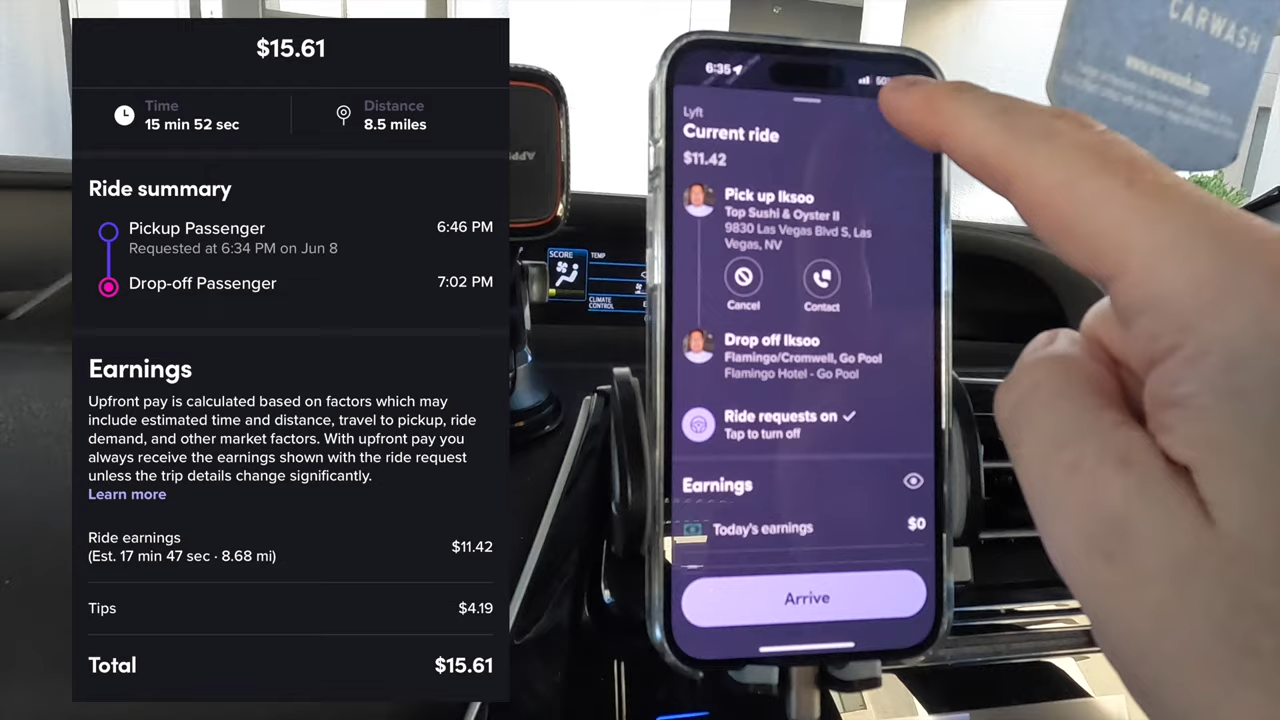 $15.61
Time
15 min 52 sec
Distance
8.5 miles
Ride summary
Pickup Passenger
6:46 PM
Requested at 6:34 PM on Jun 8
Drop-off Passenger
7:02 PM
Earnings
Upfront pay is calculated based on factors which may
include estimated time and distance, travel to pickup, ride
demand, and other market factors. With upfront pay you
always receive the earnings shown with the ride request
unless the trip details change significantly.
Learn more
Ride earnings
(Est. 17 min 47 sec · 8.68 mi)
$11.42
Tips
$4.19
Total
$15.61
SCORE
TEMP
CLIMATE
CONTROL
6:35
Lyft
Current ride
$11.42
Pick up Iksoo
Top Sushi & Oyster II
9830 Las Vegas Blvd S, Las
Vegas, NV
Cancel
Contact
Drop off Iksoo
Flamingo/Cromwell, Go Pool
Flamingo Hotel - Go Pool
Ride requests on
Tap to turn off
Earnings
Today's earnings
$0
Arrive
CARWASH